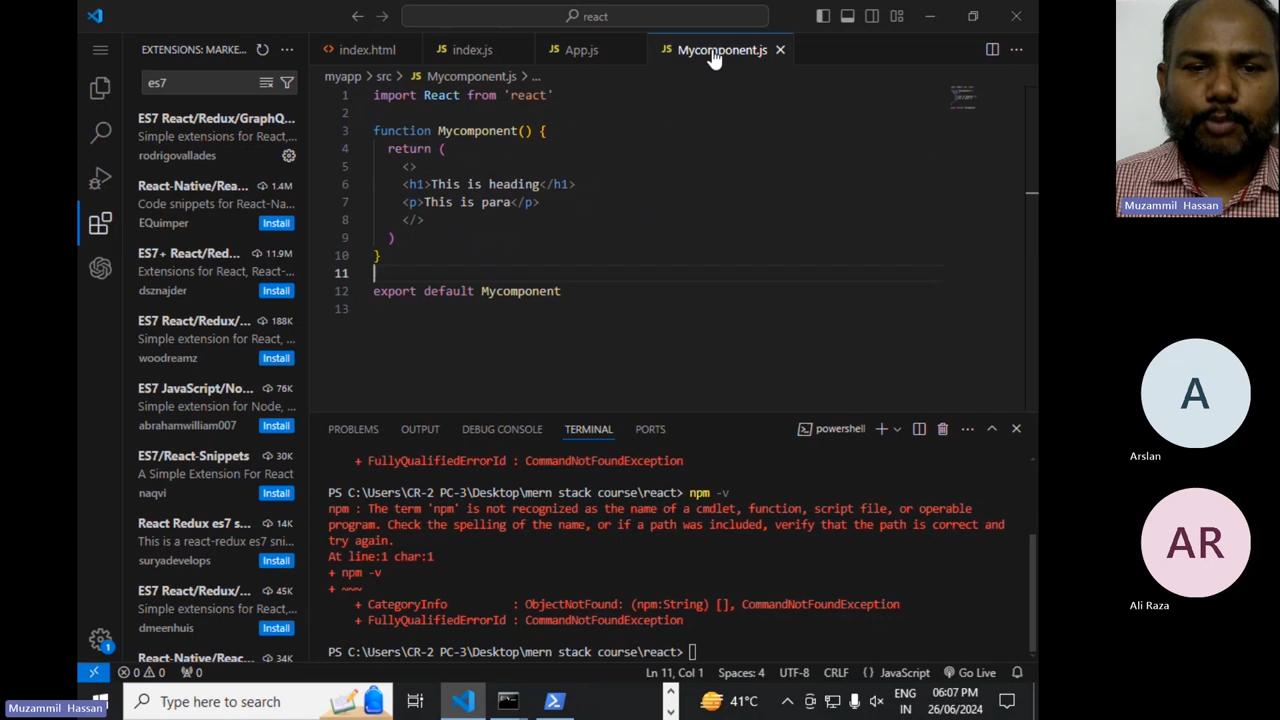 react
EXTENSIONS: MARKE...
es7
ES7 React/Redux/GraphQ...
Simple extensions for React,...
rodrigovallades
React-Native/Rea... 1.4M
Code snippets for React-Na...
EQuimper Install
ES7+ React/Red... 11.9M
Extensions for React, React-...
dsznajder Install
ES7 React/Redux/... 188K
Simple extension for React, ...
woodreamz Install
ES7 JavaScript/No... 76K
Simple extension for Node, ...
abrahamwilliam007 Install
ES7/React-Snippets 30K
A Simple Extension For React
naqvi Install
React Redux es7 s... 14K
This is a react-redux es7 sni...
suryadevelops Install
ES7 React/Redux/... 45K
Simple extensions for React,...
dmeenhuis Install
React-Native/Reac... 34K
index.html JS index.js JS App.js JS Mycomponent.js
myapp > src > JS Mycomponent.js > ...
1 import React from 'react'
2
3 function Mycomponent() {
4 return (
5 <>
6 <h1>This is heading</h1>
7 <p>This is para</p>
8 </>
9 )
10 }
11
12 export default Mycomponent
13
PROBLEMS OUTPUT DEBUG CONSOLE TERMINAL PORTS powershell
+ FullyQualifiedErrorId : CommandNotFoundException
PS C:\Users\CR-2 PC-3\Desktop\mern stack course\react> npm -v
npm : The term 'npm' is not recognized as the name of a cmdlet, function, script file, or operable
program. Check the spelling of the name, or if a path was included, verify that the path is correct and
try again.
At line:1 char:1
+ npm -v
+ ~~~
+ CategoryInfo : ObjectNotFound: (npm:String) [], CommandNotFoundException
+ FullyQualifiedErrorId : CommandNotFoundException
PS C:\Users\CR-2 PC-3\Desktop\mern stack course\react>
1
0 0 0 Ln 11, Col 1 Spaces: 4 UTF-8 CRLF {} JavaScript Go Live
Type here to search
41°C
ENG
IN
06:07 PM
26/06/2024
Muzammil Hassan
Muzammil Hassan
A
Arslan
AR
Ali Raza